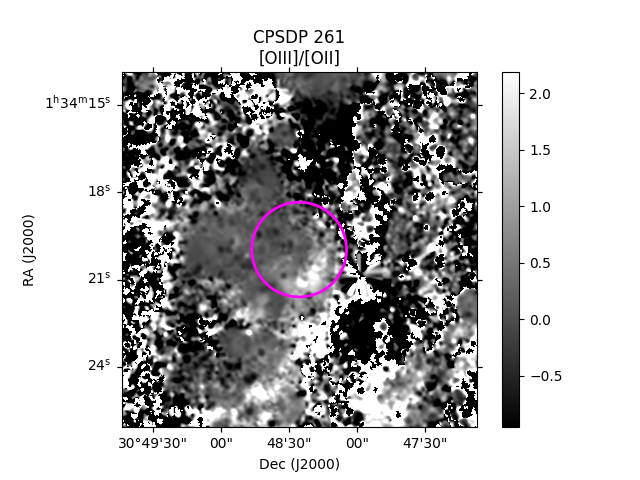 CPSDP 261
[OIII]/[OII]
1ʰ34ᵐ15ˢ
18ˢ
21ˢ
24ˢ
RA (J2000)
30°49'30" 00" 48'30" 00" 47'30"
Dec (J2000)
2.0
1.5
1.0
0.5
0.0
−0.5